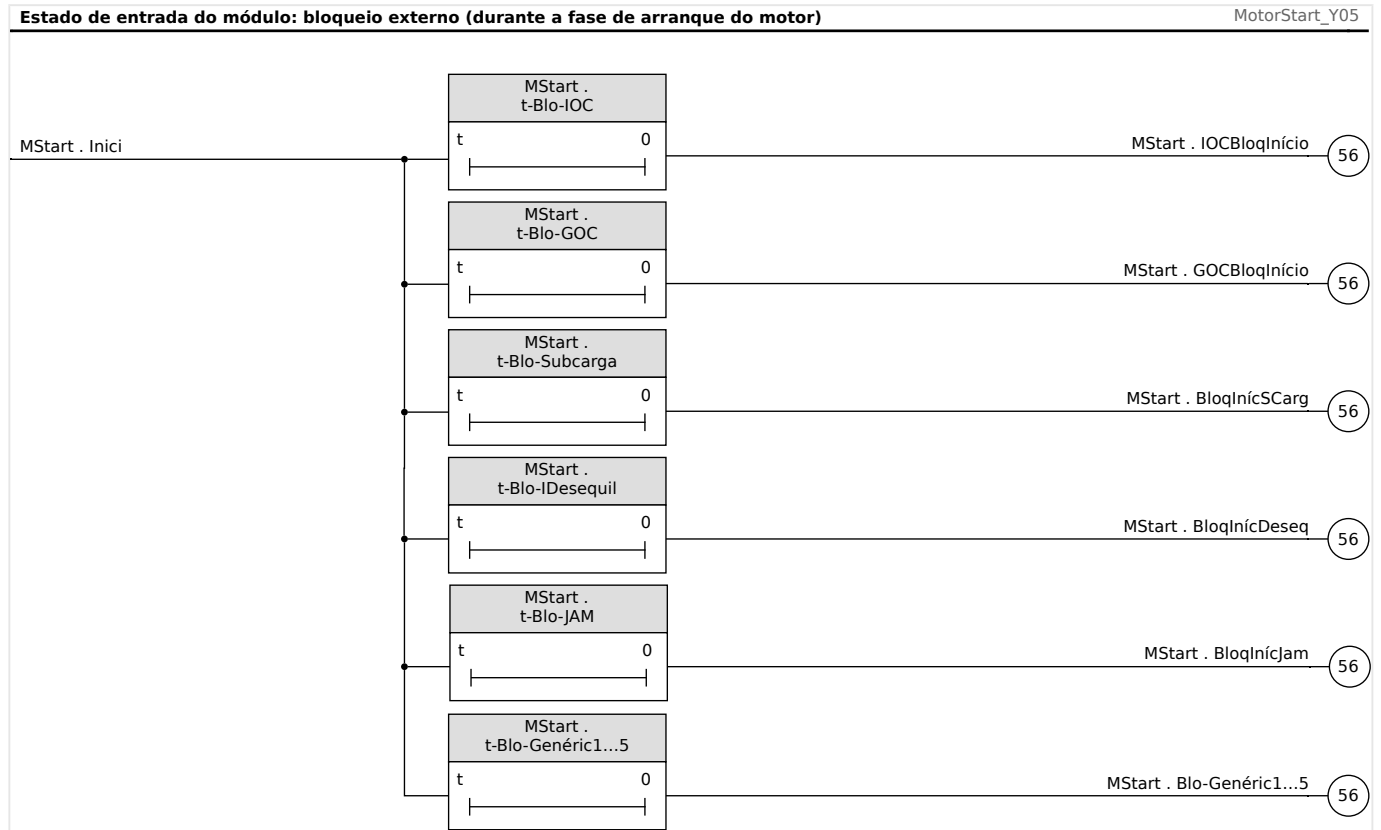 Estado de entrada do módulo: bloqueio externo (durante a fase de arranque do motor)
MotorStart_Y05
MStart . Inici
MStart .
t-Blo-IOC
t 0
MStart . IOCBloqInício
56
MStart .
t-Blo-GOC
t 0
MStart . GOCBloqInício
56
MStart .
t-Blo-Subcarga
t 0
MStart . BloqInícSCarg
56
MStart .
t-Blo-IDesequil
t 0
MStart . BloqInícDeseq
56
MStart .
t-Blo-JAM
t 0
MStart . BloqInícJam
56
MStart .
t-Blo-Genéric1...5
t 0
MStart . Blo-Genéric1...5
56